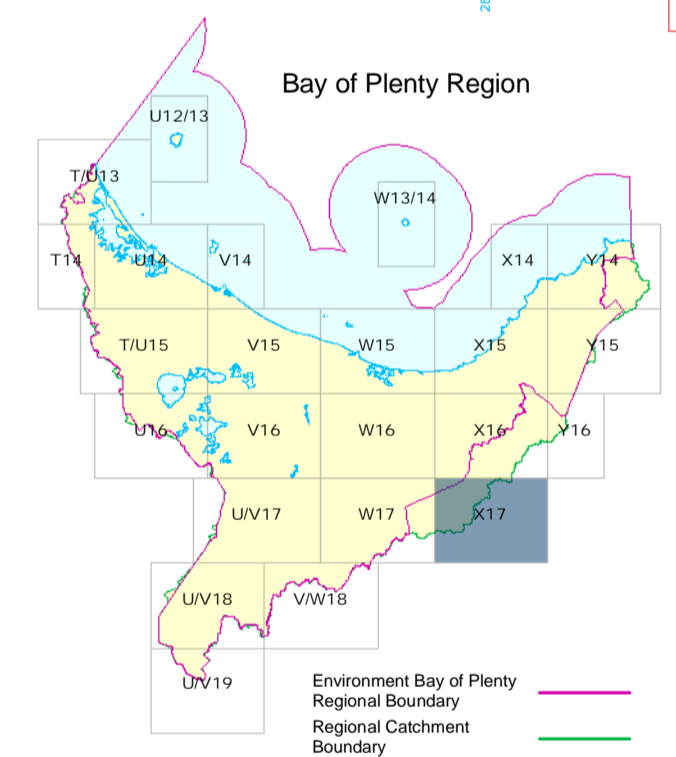 28
Bay of Plenty Region
U12/13
T/U13
W13/14
T14
U14
V14
X14
Y14
T/U15
V15
W15
X15
Y15
U16
V16
W16
X16
Y16
U/V17
W17
X17
U/V18
V/W18
U/V19
Environment Bay of Plenty
Regional Boundary
Regional Catchment
Boundary